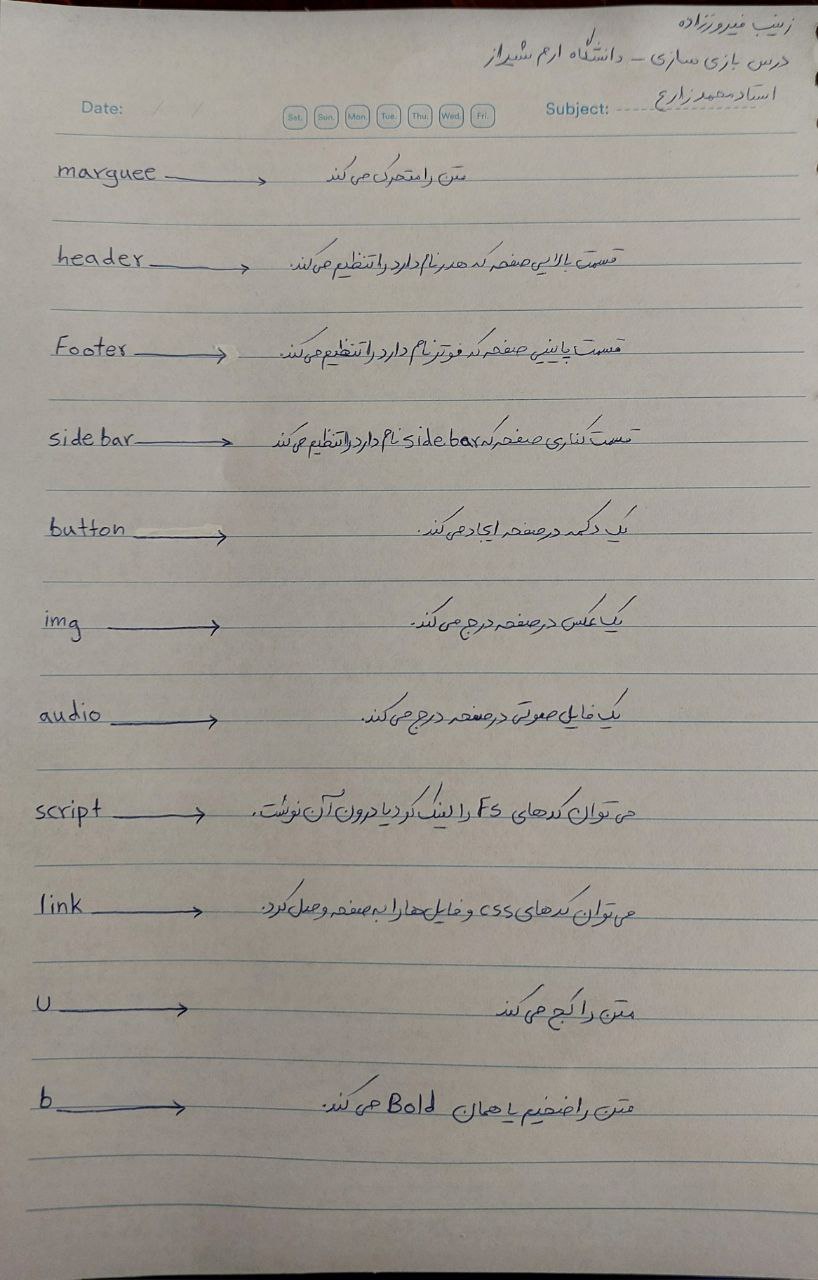 زینب فیروززاده
درس بازی سازی - دانشگاه ارم شیراز
استاد محمد زارع
Date: / / Sat. Sun. Mon. Tue. Thu. Wed. Fri. Subject:
marguee → متن را متحرک می کند
header → قسمت بالایی صفحه که هدر نام دارد را تنظیم می کند.
Footer → قسمت پایینی صفحه که فوتر نام دارد را تنظیم می کند.
side bar → قسمت کناری صفحه که side bar نام دارد را تنظیم می کند
button → یک دکمه در صفحه ایجاد می کند.
img → یک عکس در صفحه درج می کند.
audio → یک فایل صوتی در صفحه درج می کند.
script → می توان کدهای Fs را لینک کرد یا درون آن نوشت.
link → می توان کدهای css و فایل ها را به صفحه وصل کرد.
U → متن را کج می کند
b → متن را ضخیم یا همان Bold می کند.